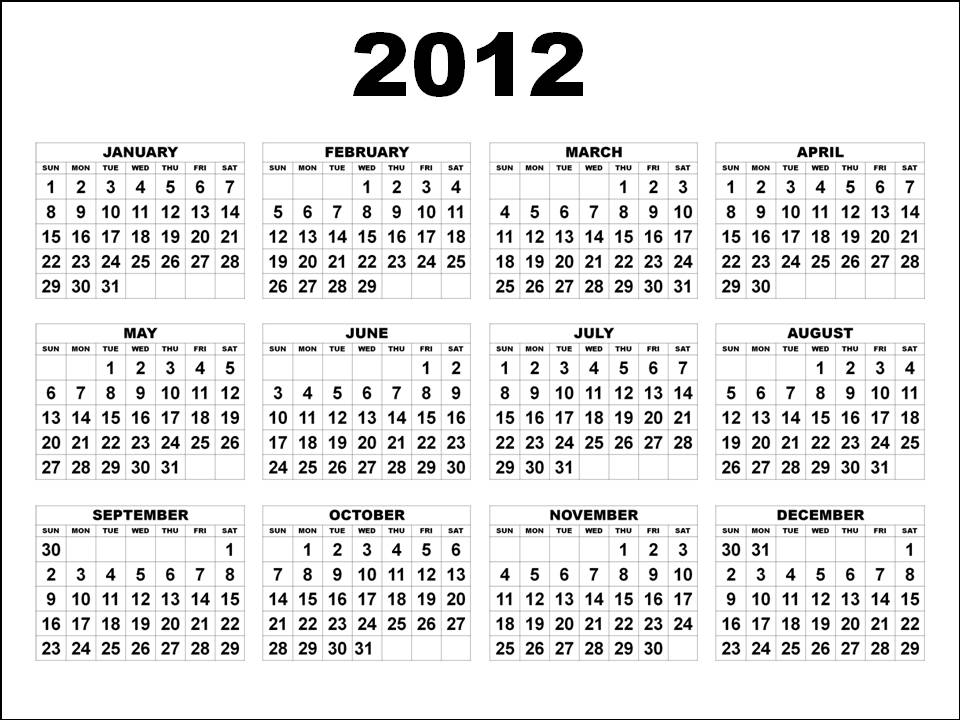 2012
JANUARY FEBRUARY MARCH APRIL
SUN MON TUE WED THU FRI SAT SUN MON TUE WED THU FRI SAT SUN MON TUE WED THU FRI SAT SUN MON TUE WED THU FRI SAT
1 2 3 4 5 6 7 1 2 3 4 1 2 3 1 2 3 4 5 6 7
8 9 10 11 12 13 14 5 6 7 8 9 10 11 4 5 6 7 8 9 10 8 9 10 11 12 13 14
15 16 17 18 19 20 21 12 13 14 15 16 17 18 11 12 13 14 15 16 17 15 16 17 18 19 20 21
22 23 24 25 26 27 28 19 20 21 22 23 24 25 18 19 20 21 22 23 24 22 23 24 25 26 27 28
29 30 31 26 27 28 29 25 26 27 28 29 30 31 29 30
MAY JUNE JULY AUGUST
SUN MON TUE WED THU FRI SAT SUN MON TUE WED THU FRI SAT SUN MON TUE WED THU FRI SAT SUN MON TUE WED THU FRI SAT
1 2 3 4 5 1 2 1 2 3 4 5 6 7 1 2 3 4
6 7 8 9 10 11 12 3 4 5 6 7 8 9 8 9 10 11 12 13 14 5 6 7 8 9 10 11
13 14 15 16 17 18 19 10 11 12 13 14 15 16 15 16 17 18 19 20 21 12 13 14 15 16 17 18
20 21 22 23 24 25 26 17 18 19 20 21 22 23 22 23 24 25 26 27 28 19 20 21 22 23 24 25
27 28 29 30 31 24 25 26 27 28 29 30 29 30 31 26 27 28 29 30 31
SEPTEMBER OCTOBER NOVEMBER DECEMBER
SUN MON TUE WED THU FRI SAT SUN MON TUE WED THU FRI SAT SUN MON TUE WED THU FRI SAT SUN MON TUE WED THU FRI SAT
30 1 1 2 3 4 5 6 1 2 3 30 31 1
2 3 4 5 6 7 8 7 8 9 10 11 12 13 4 5 6 7 8 9 10 2 3 4 5 6 7 8
9 10 11 12 13 14 15 14 15 16 17 18 19 20 11 12 13 14 15 16 17 9 10 11 12 13 14 15
16 17 18 19 20 21 22 21 22 23 24 25 26 27 18 19 20 21 22 23 24 16 17 18 19 20 21 22
23 24 25 26 27 28 29 28 29 30 31 25 26 27 28 29 30 23 24 25 26 27 28 29